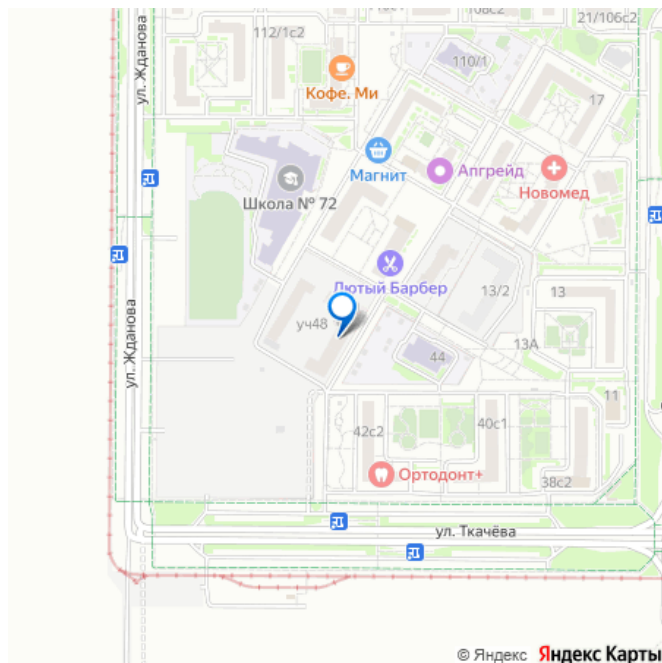 108с2
112/1с2
21/106с2
ул. Жданова
110/1
Кофе. Ми
17
Магнит
Апгрейд
Новомед
Школа № 72
Лютый Барбер
13/2
13
уч48
ул. Жданова
44
13А
11
42с2
40с1
Ортодонт+
38с2
ул. Ткачёва
© Яндекс Яндекс Карты